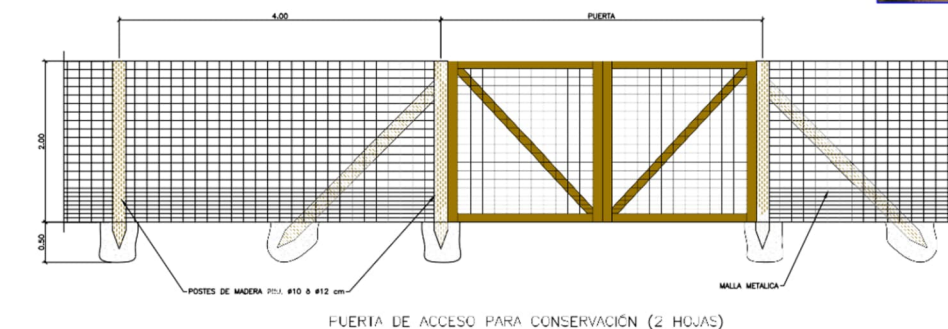 4.00
PUERTA
2.00
0.50
POSTES DE MADERA #10 ó #12 cm
MALLA METALICA
PUERTA DE ACCESO PARA CONSERVACIÓN (2 HOJAS)